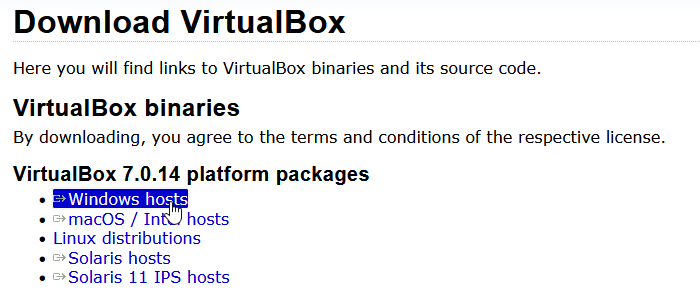 Download VirtualBox
Here you will find links to VirtualBox binaries and its source code.
VirtualBox binaries
By downloading, you agree to the terms and conditions of the respective license.
VirtualBox 7.0.14 platform packages
Windows hosts
macOS / Intel hosts
Linux distributions
Solaris hosts
Solaris 11 IPS hosts